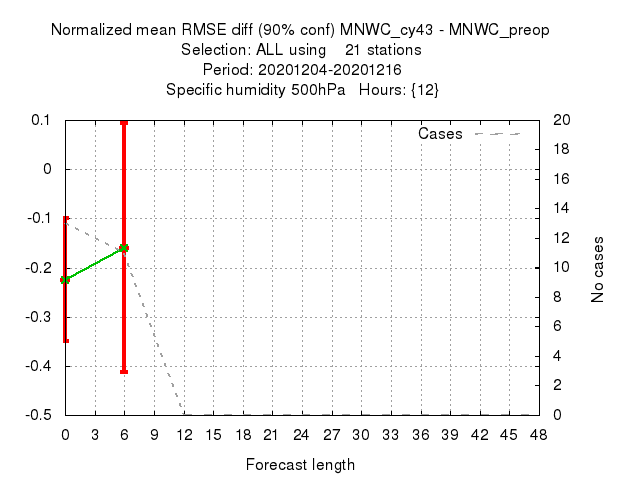 Normalized mean RMSE diff (90% conf) MNWC_cy43 - MNWC_preop
Selection: ALL using    21 stations
Period: 20201204-20201216
Specific humidity 500hPa   Hours: {12}
Cases
0.1
0
-0.1
-0.2
-0.3
-0.4
-0.5
20
18
16
14
12
10
8
6
4
2
0
No cases
0 3 6 9 12 15 18 21 24 27 30 33 36 39 42 45 48
Forecast length